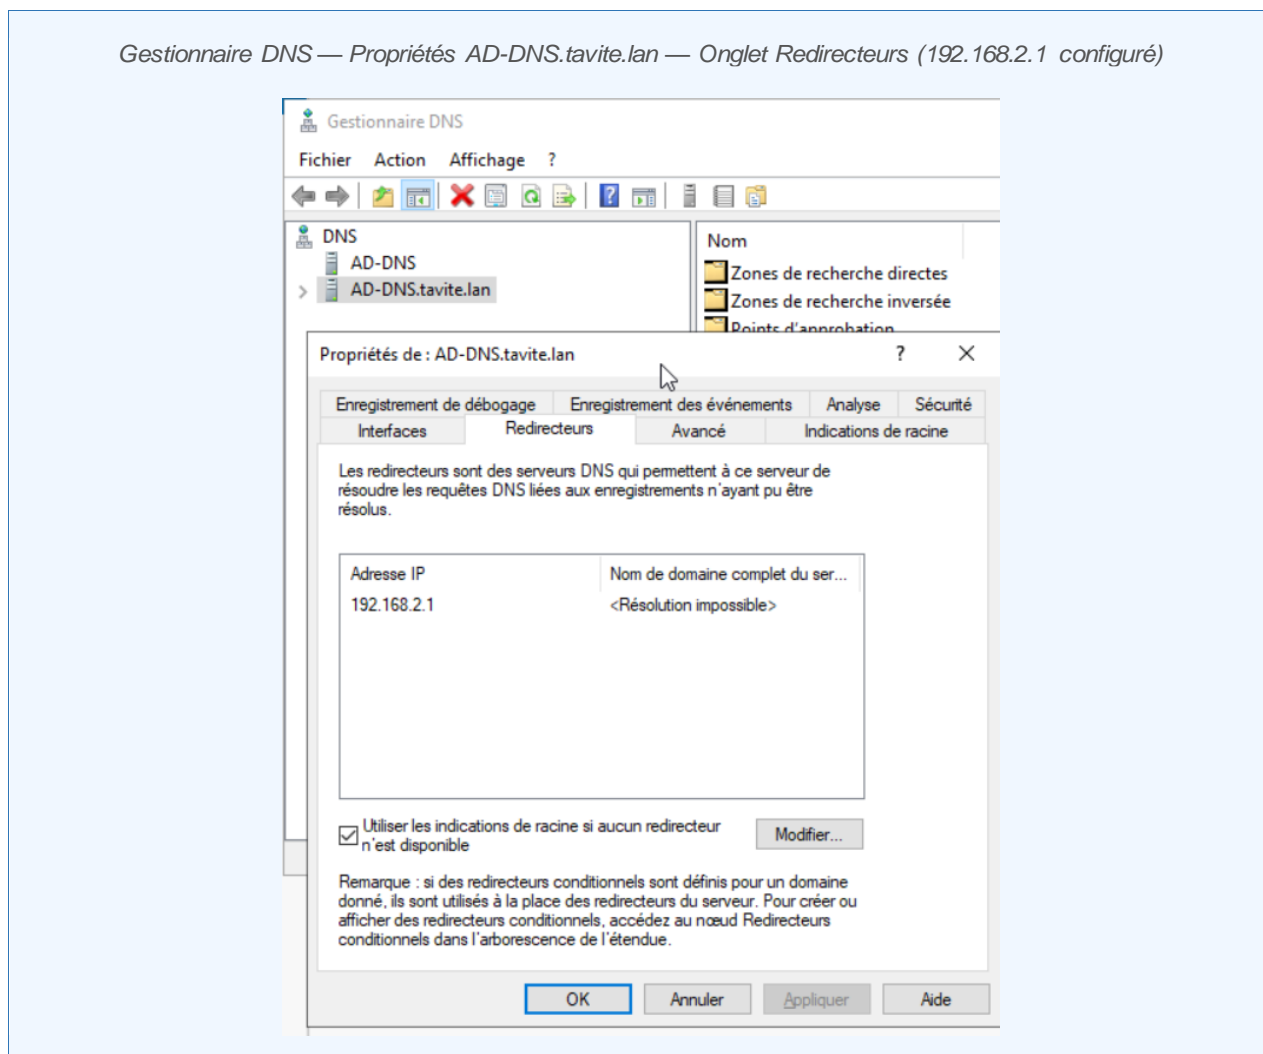 Gestionnaire DNS — Propriétés AD-DNS.tavite.lan — Onglet Redirecteurs (192.168.2.1 configuré)
Gestionnaire DNS
Fichier Action Affichage ?
DNS
AD-DNS
AD-DNS.tavite.lan
Nom
Zones de recherche directes
Zones de recherche inversée
Points d'approbation
Propriétés de : AD-DNS.tavite.lan ?
Enregistrement de débogage Enregistrement des événements Analyse Sécurité
Interfaces Redirecteurs Avancé Indications de racine
Les redirecteurs sont des serveurs DNS qui permettent à ce serveur de
résoudre les requêtes DNS liées aux enregistrements n'ayant pu être
résolus.
Adresse IP Nom de domaine complet du ser...
192.168.2.1 <Résolution impossible>
Utiliser les indications de racine si aucun redirecteur
n'est disponible
Modifier...
Remarque : si des redirecteurs conditionnels sont définis pour un domaine
donné, ils sont utilisés à la place des redirecteurs du serveur. Pour créer ou
afficher des redirecteurs conditionnels, accédez au nœud Redirecteurs
conditionnels dans l'arborescence de l'étendue.
OK Annuler Appliquer Aide